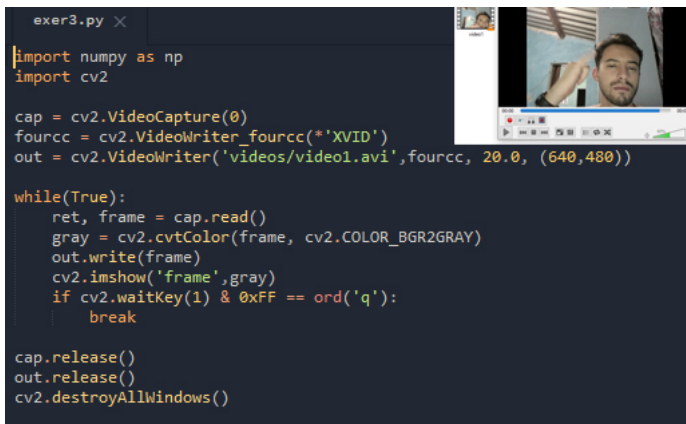 exer3.py ×
import numpy as np
import cv2
cap = cv2.VideoCapture(0)
fourcc = cv2.VideoWriter_fourcc(*'XVID')
out = cv2.VideoWriter('videos/video1.avi',fourcc, 20.0, (640,480))
while(True):
    ret, frame = cap.read()
    gray = cv2.cvtColor(frame, cv2.COLOR_BGR2GRAY)
    out.write(frame)
    cv2.imshow('frame',gray)
    if cv2.waitKey(1) & 0xFF == ord('q'):
        break
cap.release()
out.release()
cv2.destroyAllWindows()
video1
00:00